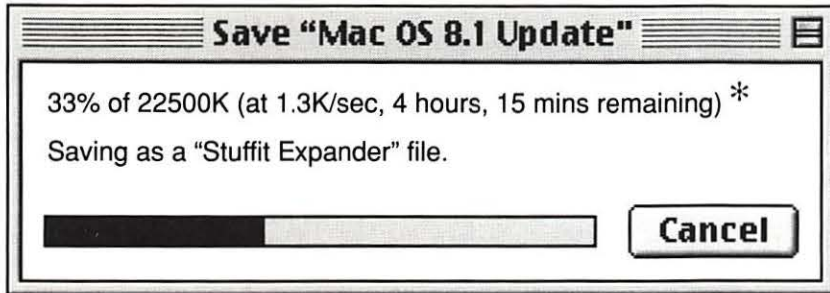 Save “Mac OS 8.1 Update"
33% of 22500K (at 1.3K/sec, 4 hours, 15 mins remaining) *
Saving as a “Stuffit Expander” file.
Cancel